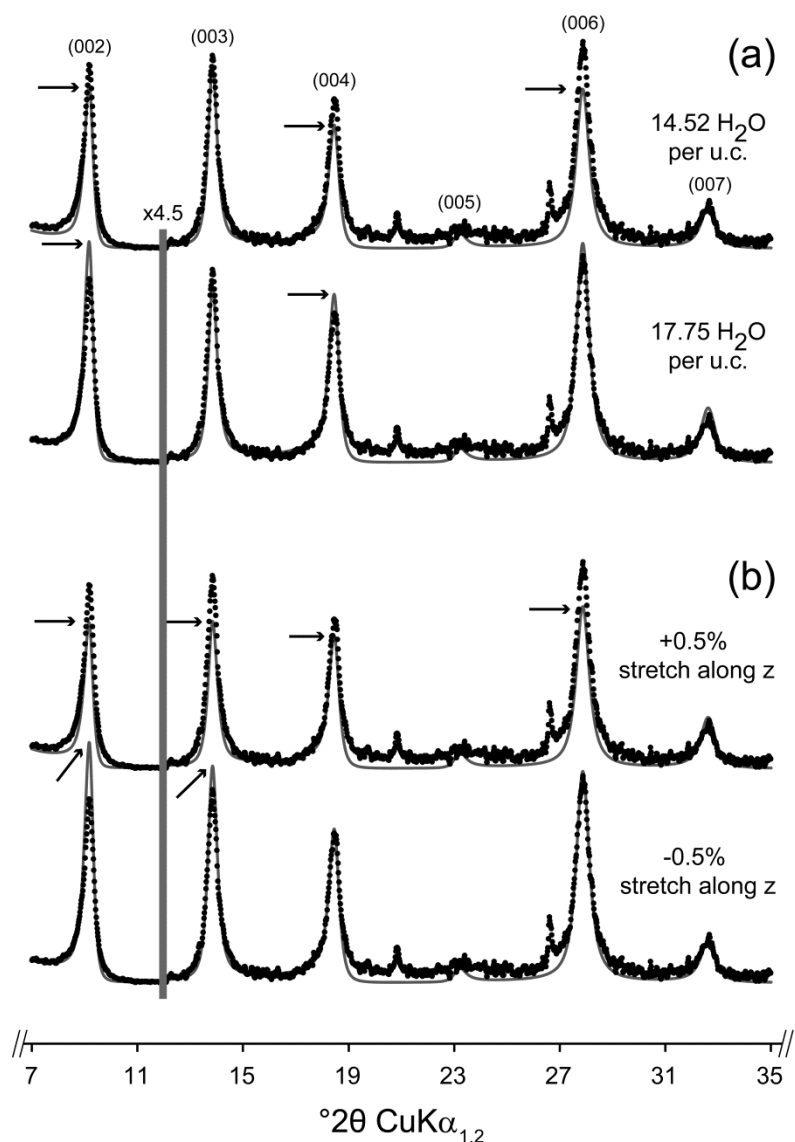 (a)
(002)
(003)
(004)
(005)
(006)
(007)
x4.5
14.52 H₂O
per u.c.
17.75 H₂O
per u.c.
(b)
+0.5%
stretch along z
-0.5%
stretch along z
7 11 15 19 23 27 31 35
°2θ CuKα₁,₂